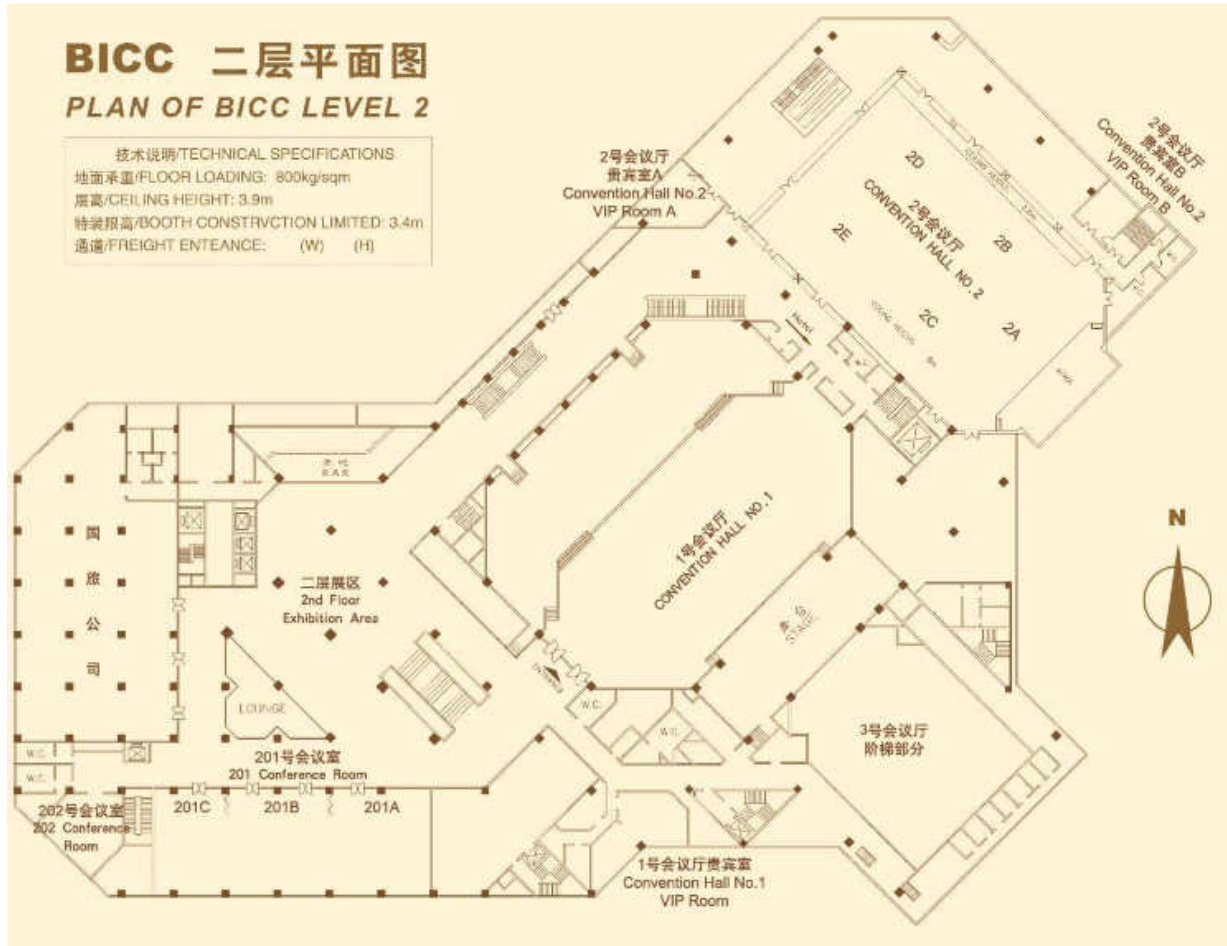 BICC 二层平面图
PLAN OF BICC LEVEL 2
技术说明/TECHNICAL SPECIFICATIONS
地面承重/FLOOR LOADING: 800kg/sqm
层高/CEILING HEIGHT: 3.9m
特装限高/BOOTH CONSTRVCTION LIMITED: 3.4m
通道/FREIGHT ENTEANCE: (W) (H)
2号会议厅
贵宾室A
Convention Hall No.2
VIP Room A
2号会议厅
贵宾室B
Convention Hall No.2
VIP Room B
2D
2号会议厅
CONVENTION HALL NO.2
2E
2B
2C
2A
Hotel
BAR
国旅公司
二层展区
2nd Floor
Exhibition Area
1号会议厅
CONVENTION HALL NO.1
舞台
STAGE
ENTRANCE
N
LOUNGE
W.C.
W.C.
3号会议厅
阶梯部分
W.C.
W.C.
201号会议室
201 Conference Room
201C
201B
201A
202号会议室
202 Conference
Room
1号会议厅贵宾室
Convention Hall No.1
VIP Room